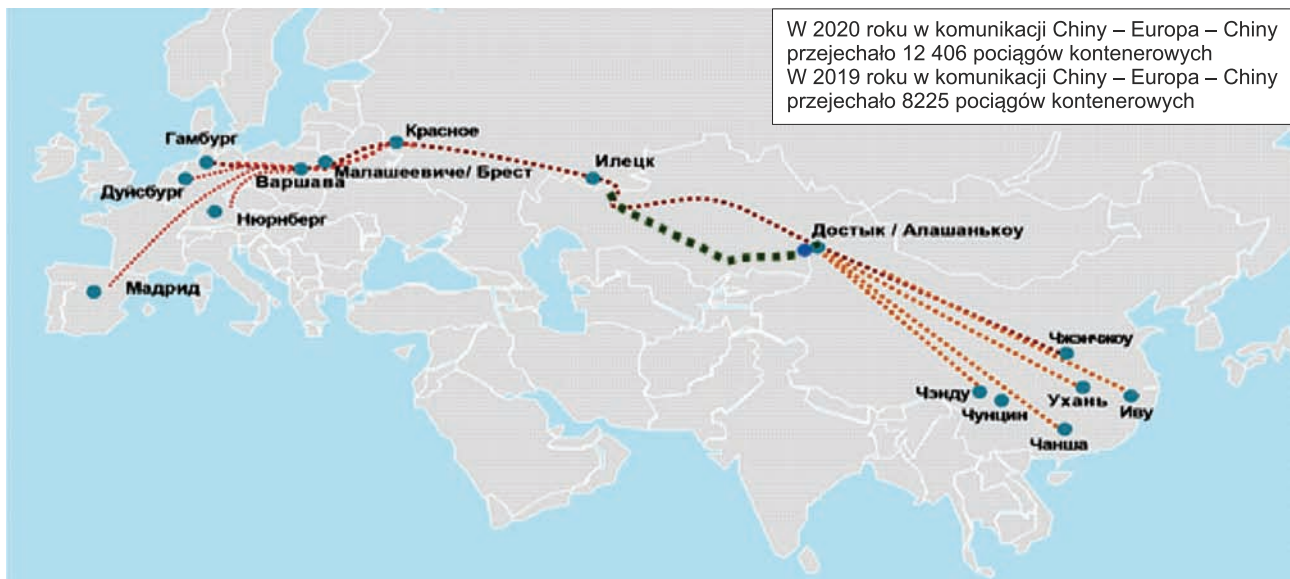 W 2020 roku w komunikacji Chiny – Europa – Chiny
przejechało 12 406 pociągów kontenerowych
W 2019 roku w komunikacji Chiny – Europa – Chiny
przejechało 8225 pociągów kontenerowych
Красное
Гамбург
Илецк
Малашеевиче/ Брест
Варшава
Дуйсбург
Нюрнберг
Достык / Алашанькоу
Мадрид
Чжэнчжоу
Чэнду
Ухань
Иву
Чунцин
Чанша